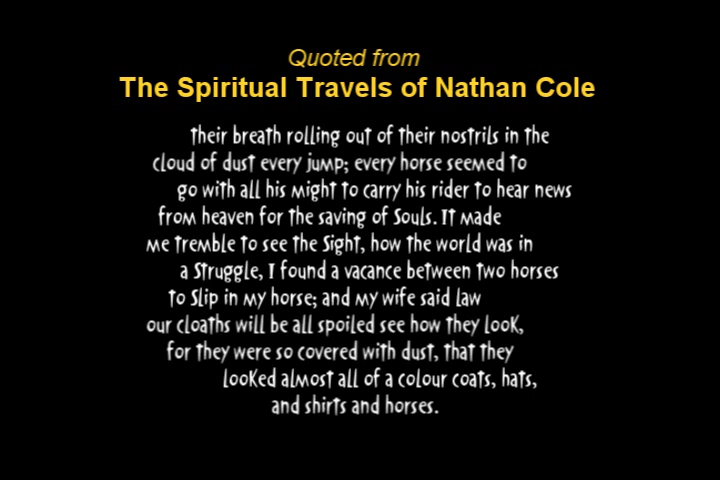 Quoted from
The Spiritual Travels of Nathan Cole
their breath rolling out of their nostrils in the
cloud of dust every jump; every horse seemed to
go with all his might to carry his rider to hear news
from heaven for the saving of Souls. It made
me tremble to see the Sight, how the world was in
a Struggle, I found a vacance between two horses
to Slip in my horse; and my wife said law
our cloaths will be all spoiled see how they look,
for they were so covered with dust, that they
looked almost all of a colour coats, hats,
and shirts and horses.